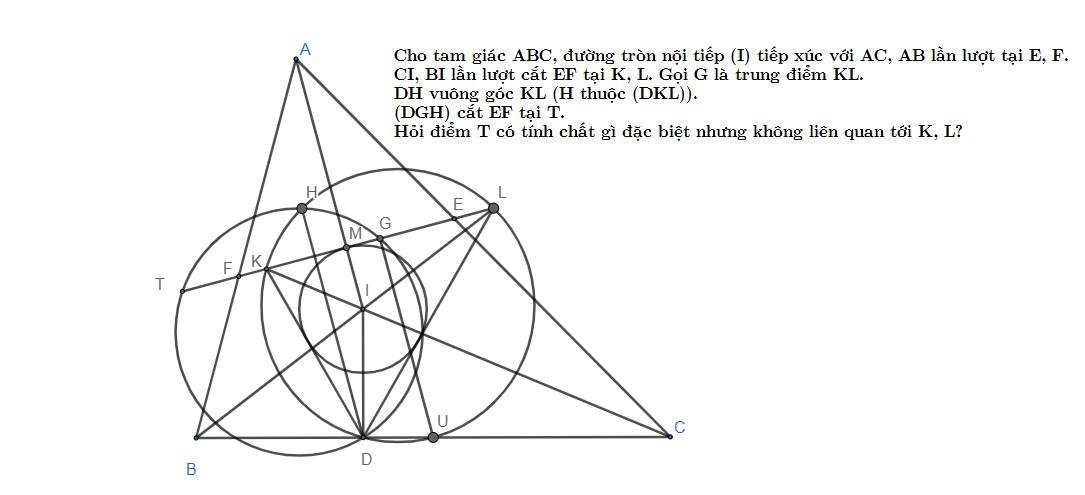 A
Cho tam giác ABC, đường tròn nội tiếp (I) tiếp xúc với AC, AB lần lượt tại E, F.
CI, BI lần lượt cắt EF tại K, L. Gọi G là trung điểm KL.
DH vuông góc KL (H thuộc (DKL)).
(DGH) cắt EF tại T.
Hỏi điểm T có tính chất gì đặc biệt nhưng không liên quan tới K, L?
H
L
E
G
M
F
K
T
I
U
C
B
D